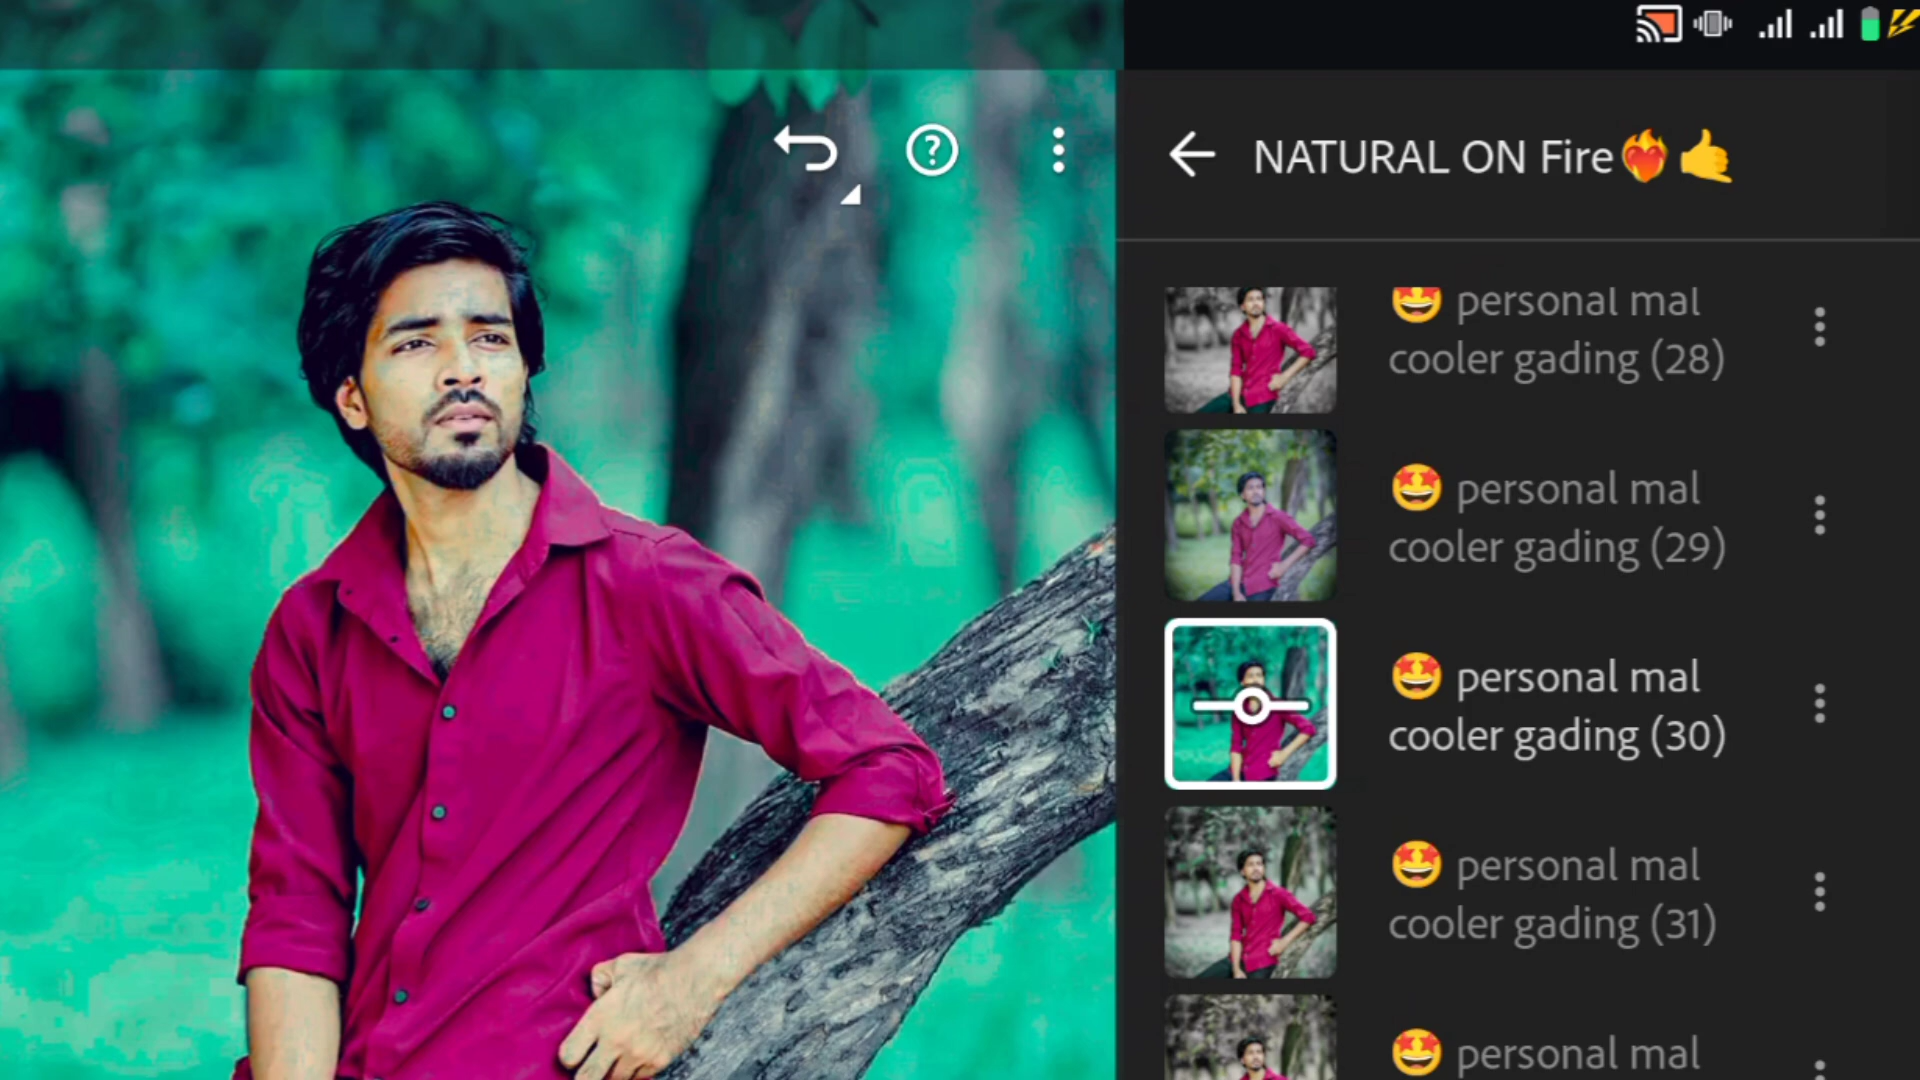 NATURAL ON Fire❤️‍🔥🤙
🤩 personal mal
cooler gading (28)
🤩 personal mal
cooler gading (29)
🤩 personal mal
cooler gading (30)
🤩 personal mal
cooler gading (31)
🤩 personal mal